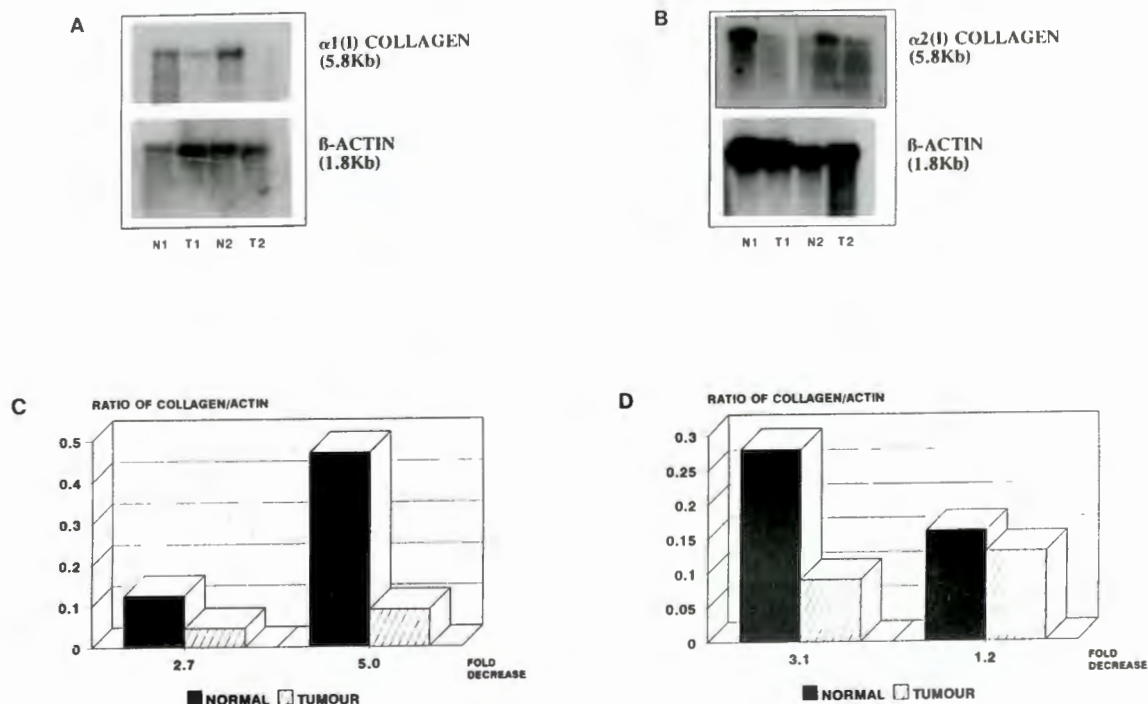 A
α1(I) COLLAGEN
(5.8Kb)
ß-ACTIN
(1.8Kb)
N1 T1 N2 T2
B
α2(I) COLLAGEN
(5.8Kb)
ß-ACTIN
(1.8Kb)
N1 T1 N2 T2
C
RATIO OF COLLAGEN/ACTIN
0.5
0.4
0.3
0.2
0.1
0
2.7 5.0
FOLD
DECREASE
NORMAL TUMOUR
D
RATIO OF COLLAGEN/ACTIN
0.3
0.25
0.2
0.15
0.1
0.05
0
3.1 1.2
FOLD
DECREASE
NORMAL TUMOUR